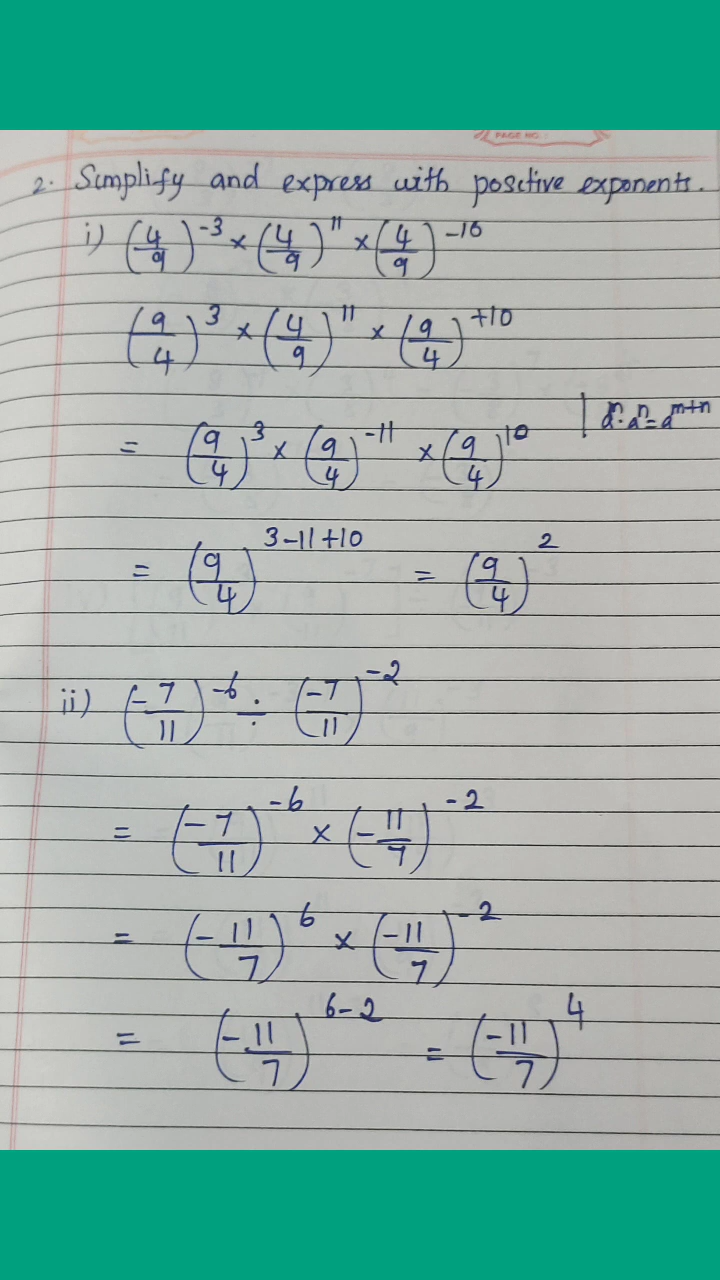 PAGE NO.:
2. Simplify and express with positive exponents.
i) (4/9)^-3 × (4/9)^11 × (4/9)^-10
(9/4)^3 × (4/9)^11 × (9/4)^+10
= (9/4)^3 × (9/4)^-11 × (9/4)^10 | a^m · a^n = a^m+n
= (9/4)^3-11+10 = (9/4)^2
ii) (-7/11)^-6 ÷ (-7/11)^-2
= (-7/11)^-6 × (-11/7)^-2
= (-11/7)^6 × (-11/7)^-2
= (-11/7)^6-2 = (-11/7)^4